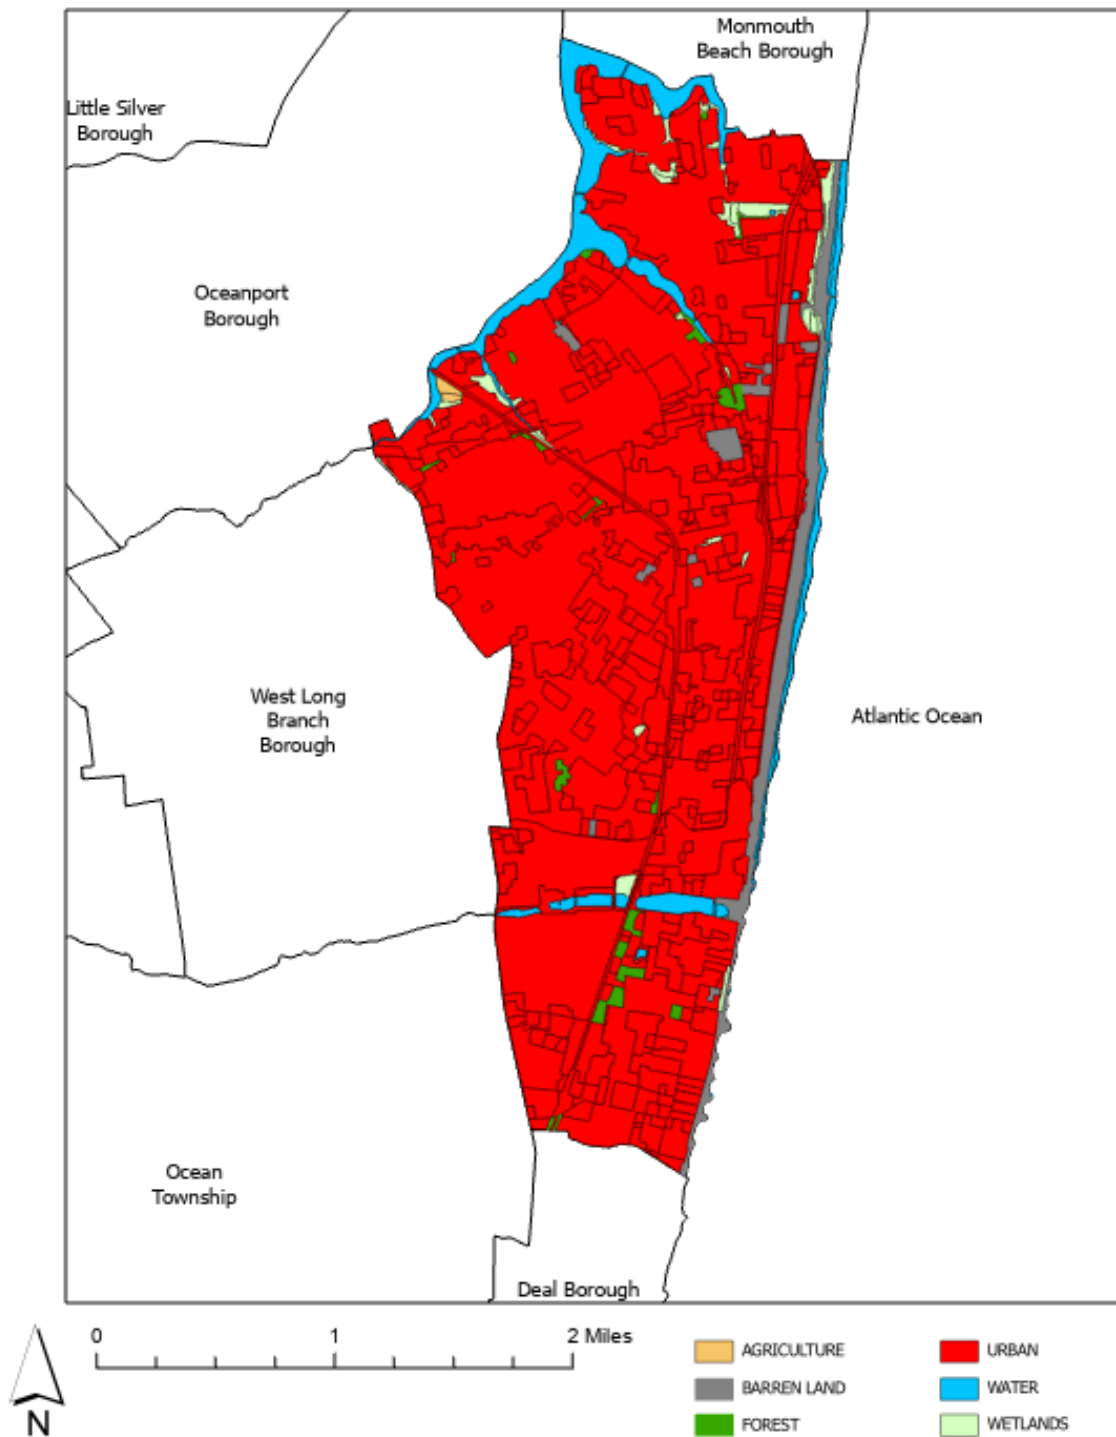 Monmouth
Beach Borough
Little Silver
Borough
Oceanport
Borough
West Long
Branch
Borough
Atlantic Ocean
Ocean
Township
Deal Borough
0 1 2 Miles
N
AGRICULTURE
BARREN LAND
FOREST
URBAN
WATER
WETLANDS